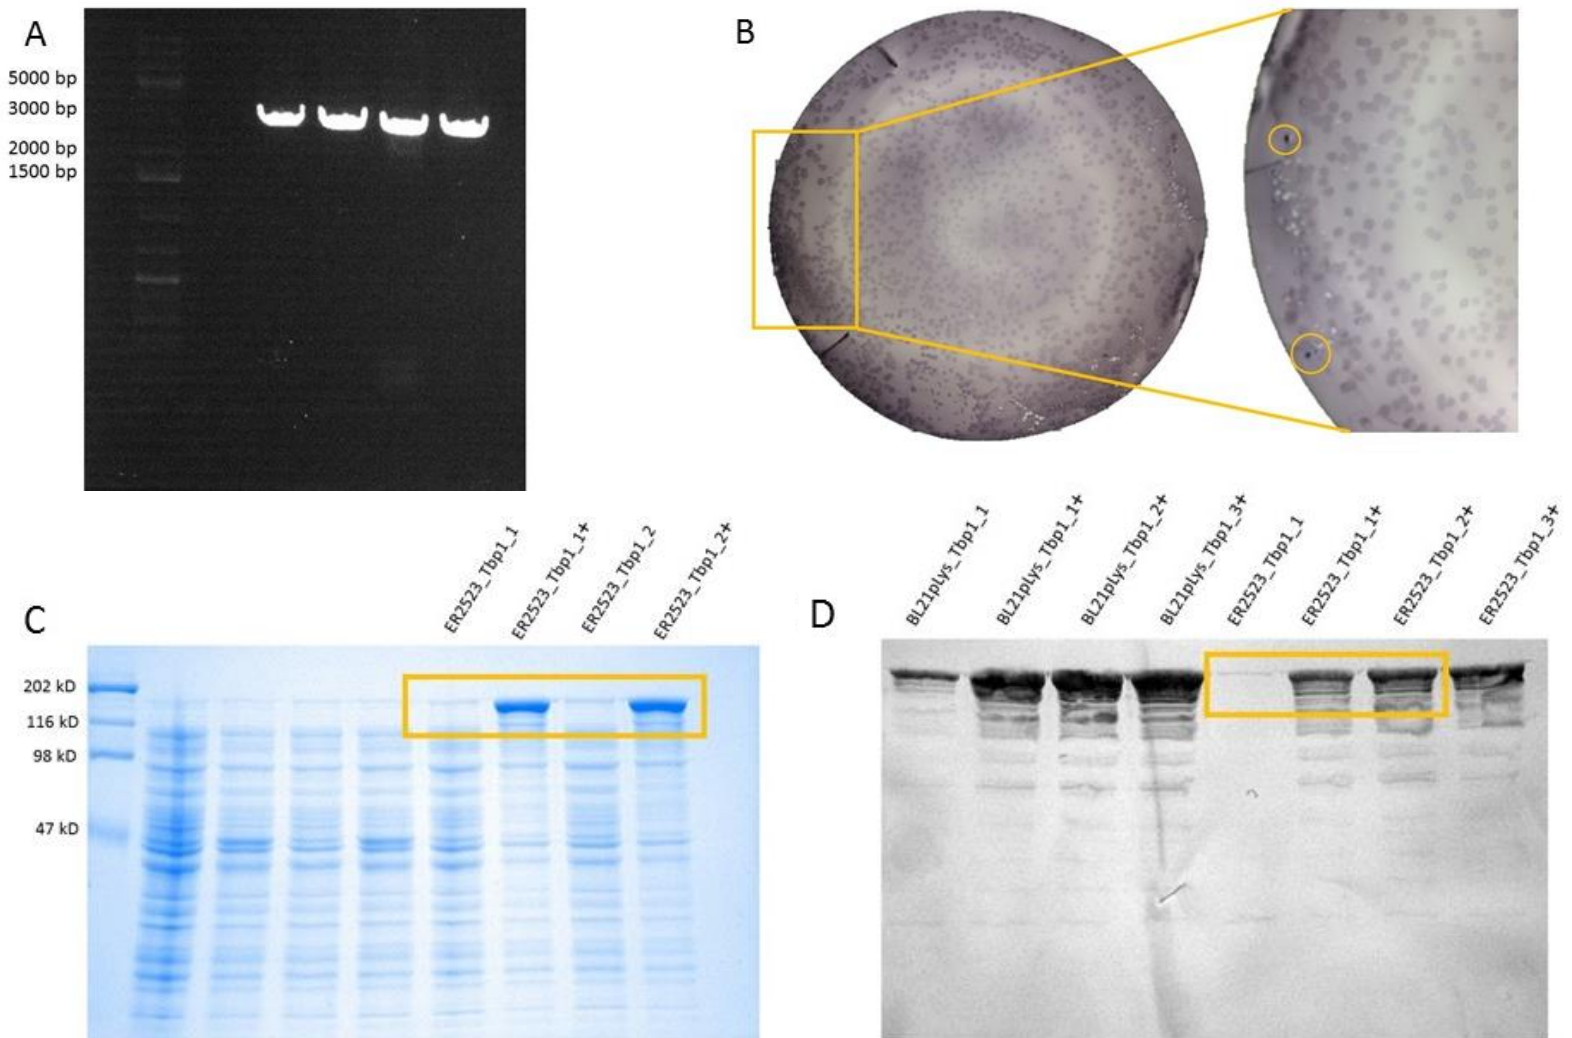 A
5000 bp
3000 bp
2000 bp
1500 bp
B
C
ER2523_Tbp1_1
ER2523_Tbp1_1+
ER2523_Tbp1_2
ER2523_Tbp1_2+
202 kD
116 kD
98 kD
47 kD
D
BL21pLys_Tbp1_1
BL21pLys_Tbp1_1+
BL21pLys_Tbp1_2+
BL21pLys_Tbp1_3+
ER2523_Tbp1_1
ER2523_Tbp1_1+
ER2523_Tbp1_2+
ER2523_Tbp1_3+